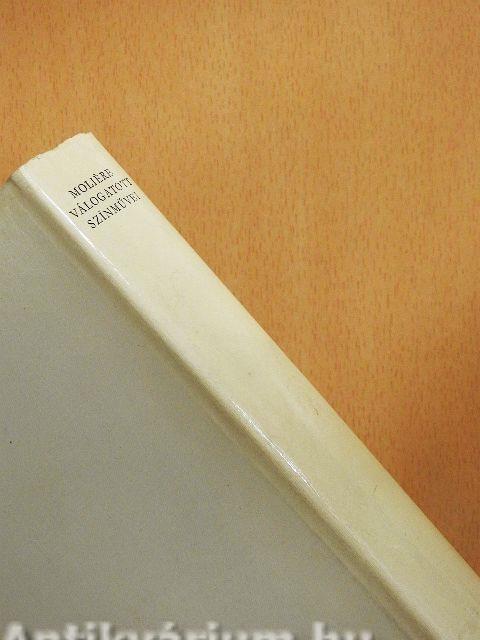 MOLIÈRE
VÁLOGATOTT
SZÍNMŰVEI
Antikvárium.hu